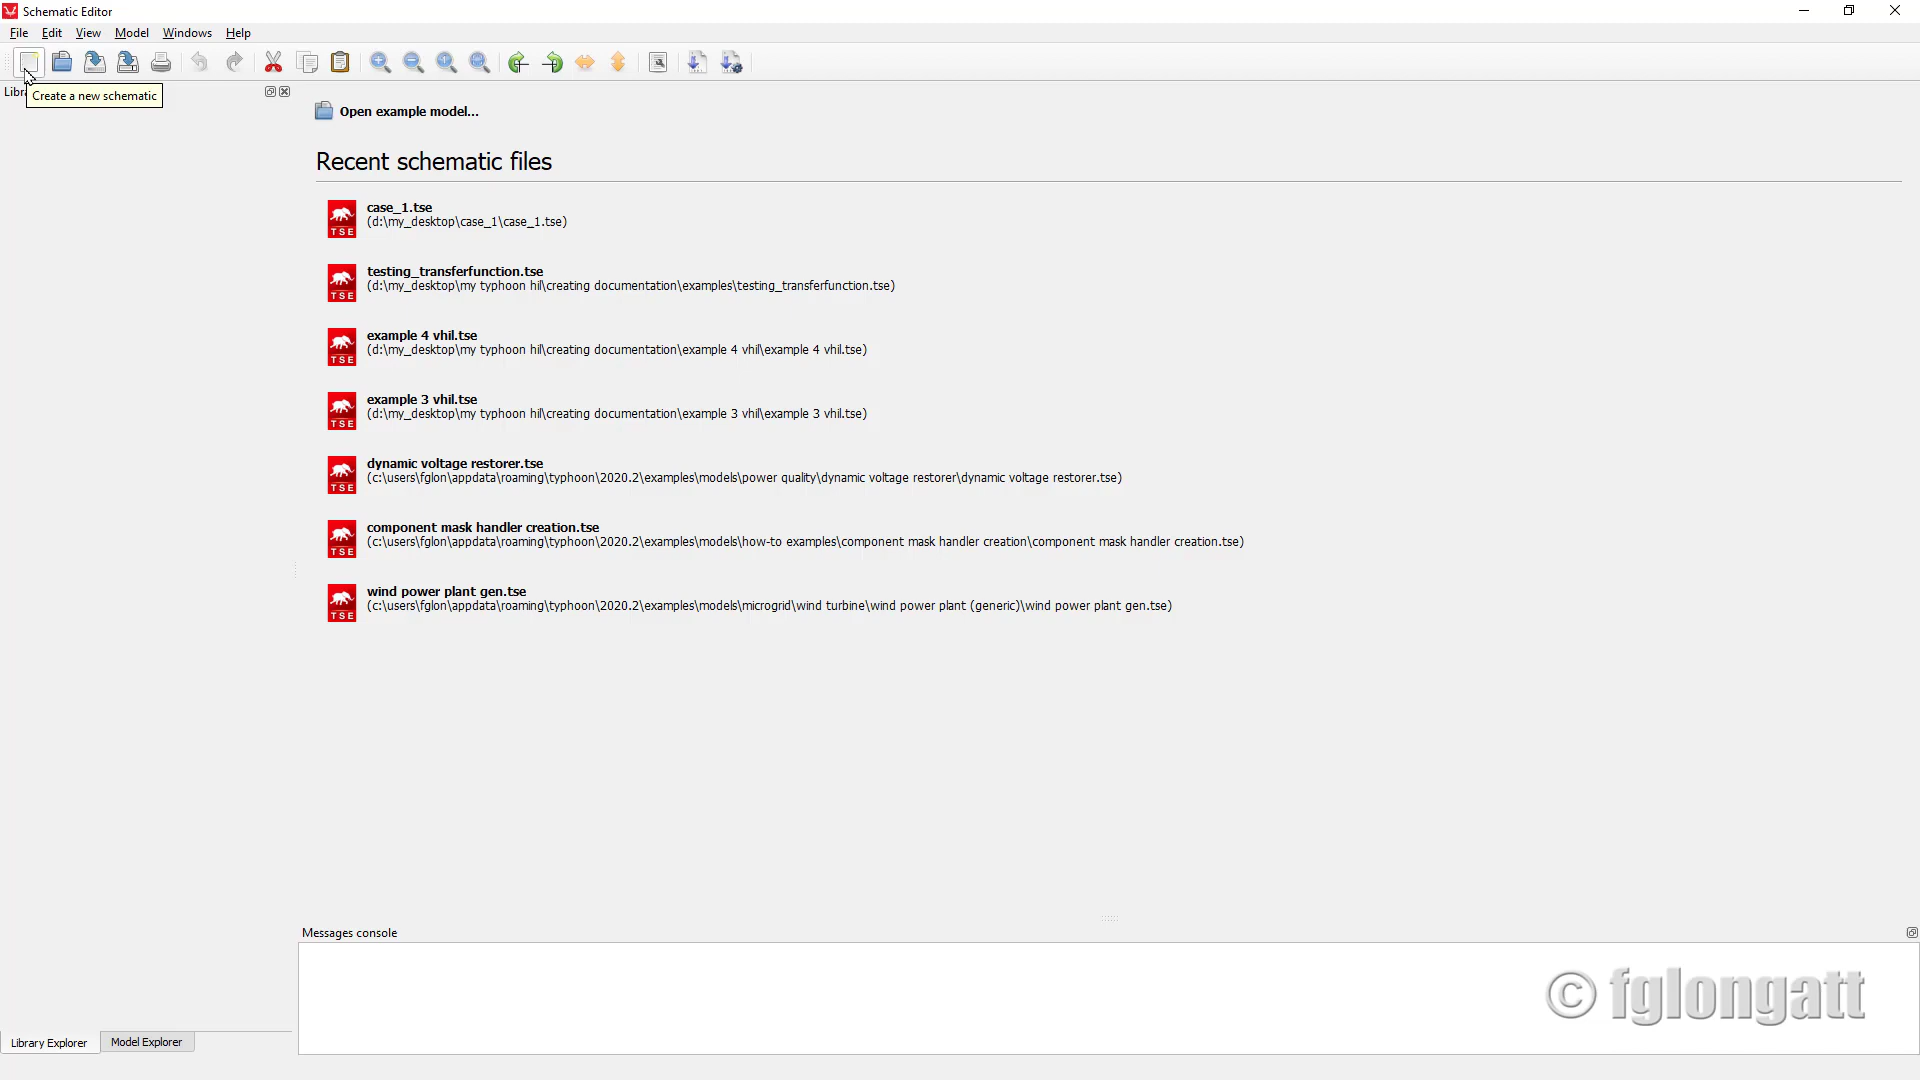 Schematic Editor
File Edit View Model Windows Help
Create a new schematic
Open example model...
Recent schematic files
case_1.tse
(d:\my_desktop\case_1\case_1.tse)
testing_transferfunction.tse
(d:\my_desktop\my typhoon hil\creating documentation\examples\testing_transferfunction.tse)
example 4 vhil.tse
(d:\my_desktop\my typhoon hil\creating documentation\example 4 vhil\example 4 vhil.tse)
example 3 vhil.tse
(d:\my_desktop\my typhoon hil\creating documentation\example 3 vhil\example 3 vhil.tse)
dynamic voltage restorer.tse
(c:\users\fglon\appdata\roaming\typhoon\2020.2\examples\models\power quality\dynamic voltage restorer\dynamic voltage restorer.tse)
component mask handler creation.tse
(c:\users\fglon\appdata\roaming\typhoon\2020.2\examples\models\how-to examples\component mask handler creation\component mask handler creation.tse)
wind power plant gen.tse
(c:\users\fglon\appdata\roaming\typhoon\2020.2\examples\models\microgrid\wind turbine\wind power plant (generic)\wind power plant gen.tse)
TSE
TSE
TSE
TSE
TSE
TSE
TSE
Messages console
© fglongatt
Library Explorer Model Explorer